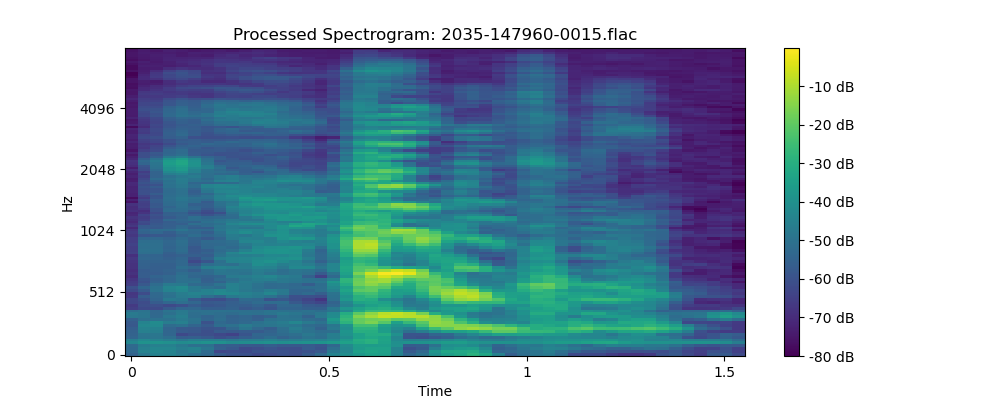 Processed Spectrogram: 2035-147960-0015.flac
Hz
4096
2048
1024
512
0
0
0.5
1
1.5
Time
-10 dB
-20 dB
-30 dB
-40 dB
-50 dB
-60 dB
-70 dB
-80 dB